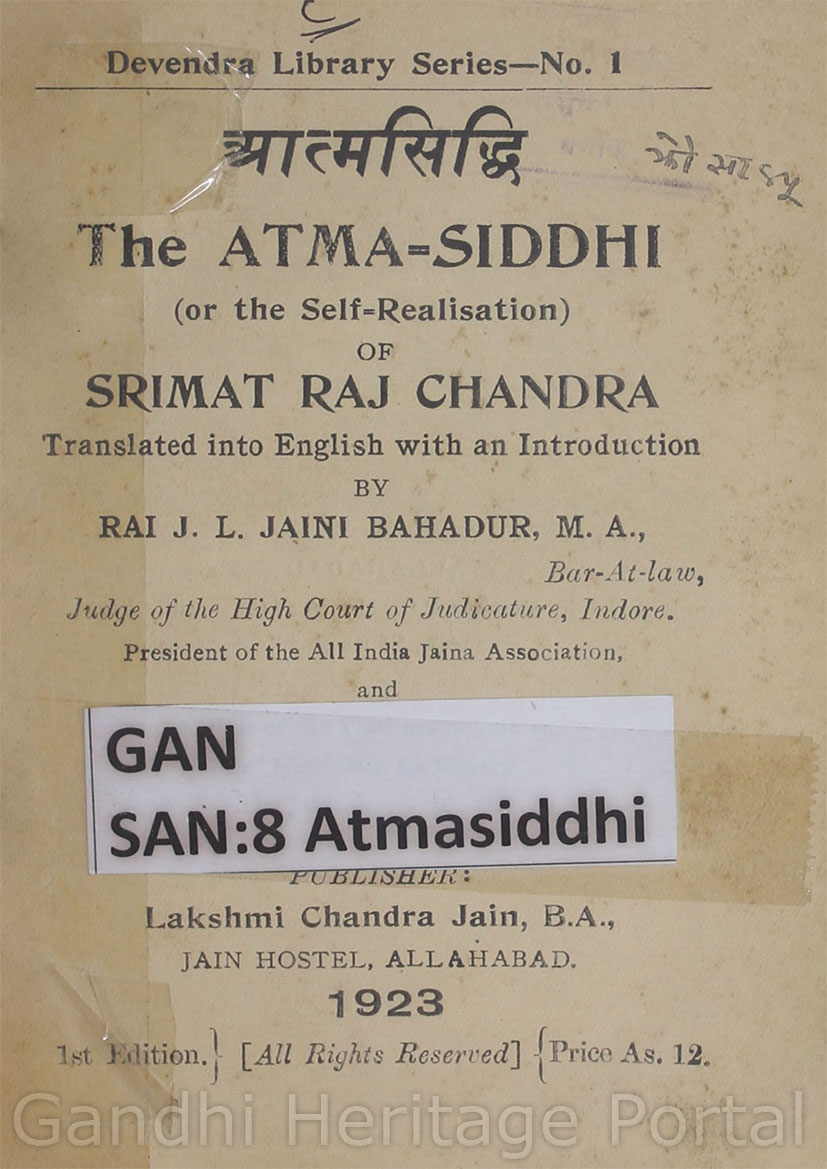 Devendra Library Series—No. 1
आत्मसिद्धि
The ATMA=SIDDHI
(or the Self=Realisation)
OF
SRIMAT RAJ CHANDRA
Translated into English with an Introduction
BY
RAI J. L. JAINI BAHADUR, M. A.,
Bar-At-law,
Judge of the High Court of Judicature, Indore.
President of the All India Jaina Association,
and
GAN
SAN:8 Atmasiddhi
PUBLISHER:
Lakshmi Chandra Jain, B.A.,
JAIN HOSTEL, ALLAHABAD.
1923
1st Edition.} [All Rights Reserved] {Price As. 12.
Gandhi Heritage Portal